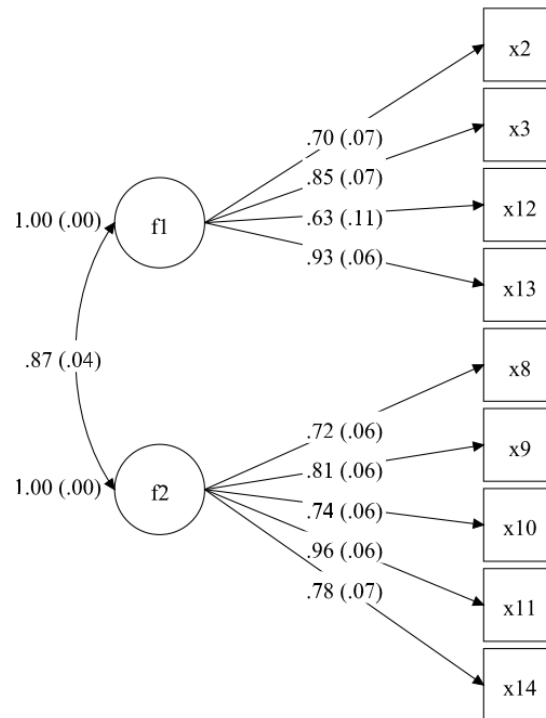 x2
.70 (.07)
x3
.85 (.07)
1.00 (.00)
f1
.63 (.11)
x12
.93 (.06)
x13
.87 (.04)
x8
.72 (.06)
x9
.81 (.06)
1.00 (.00)
f2
.74 (.06)
x10
.96 (.06)
x11
.78 (.07)
x14